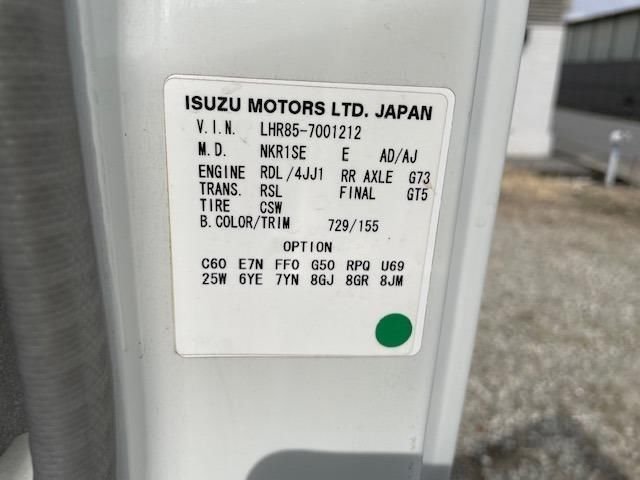 ISUZU MOTORS LTD. JAPAN
V.I.N. LHR85-7001212
M.D. NKR1SE E AD/AJ
ENGINE RDL/4JJ1 RR AXLE G73
TRANS. RSL FINAL GT5
TIRE CSW
B.COLOR/TRIM 729/155
OPTION
C60 E7N FF0 G50 RPQ U69
25W 6YE 7YN 8GJ 8GR 8JM